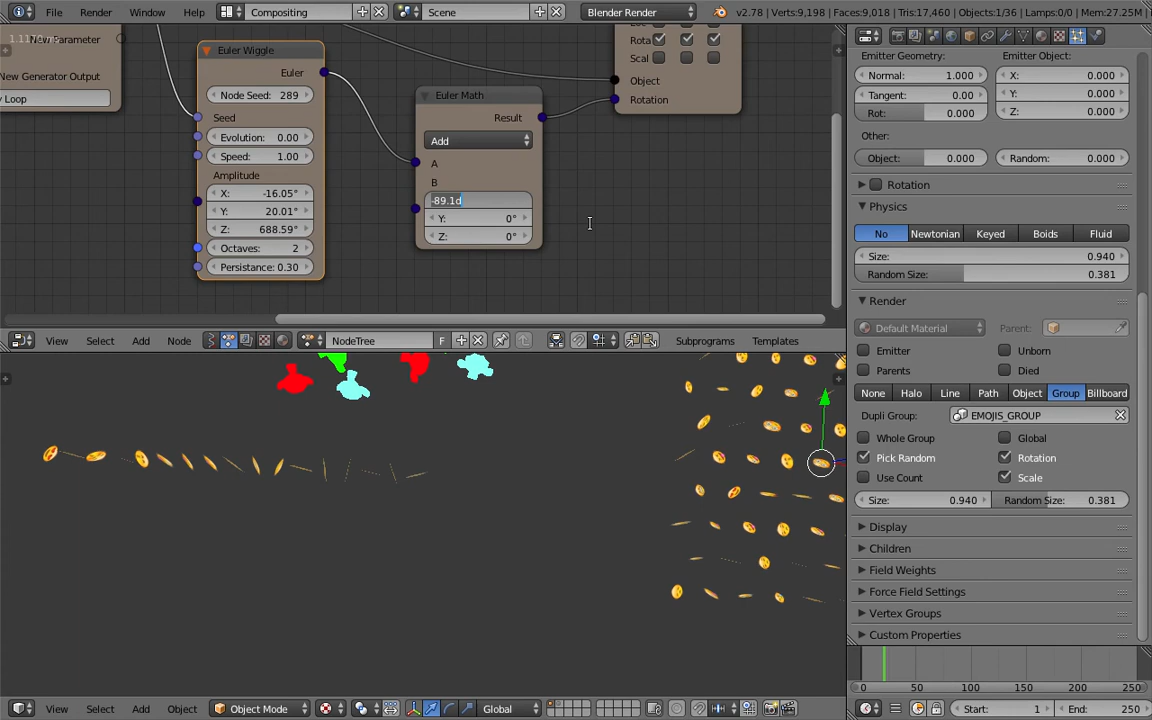 File Render Window Help Compositing Scene Blender Render v2.78 | Verts:9,198 | Faces:9,018 | Tris:17,460 | Objects:1/36 | Lamps:0/0 | Mem:27.25M
New Parameter
New Generator Output
y Loop
Euler Wiggle
Euler
Node Seed: 289
Seed
Evolution: 0.00
Speed: 1.00
Amplitude
X: -16.05°
Y: 20.01°
Z: 688.59°
Octaves: 2
Persistance: 0.30
Euler Math
Result
Add
A
B
-89.1d
Y: 0°
Z: 0°
Rota
Scal
Object
Rotation
View Select Add Node NodeTree F Subprograms Templates
View Select Add Object Object Mode Global
Emitter Geometry: Emitter Object:
Normal: 1.000 X: 0.000
Tangent: 0.00 Y: 0.000
Rot: 0.000 Z: 0.000
Other:
Object: 0.000 Random: 0.000
Rotation
Physics
No Newtonian Keyed Boids Fluid
Size: 0.940
Random Size: 0.381
Render
Default Material Parent:
Emitter Unborn
Parents Died
None Halo Line Path Object Group Billboard
Dupli Group: EMOJIS_GROUP
Whole Group Global
Pick Random Rotation
Use Count Scale
Size: 0.940 Random Size: 0.381
Display
Children
Field Weights
Force Field Settings
Vertex Groups
Custom Properties
0 50 100 150 200 250
Start: 1 End: 250